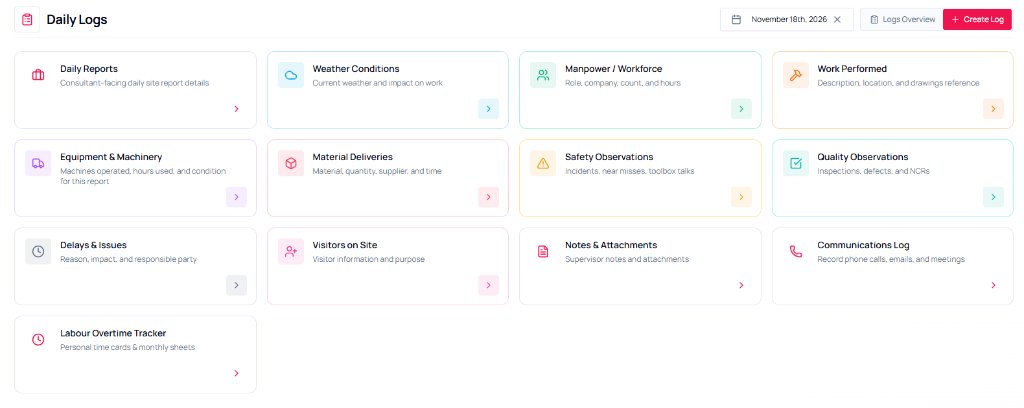 Daily Logs
November 18th, 2026
Logs Overview
Create Log
Daily Reports
Consultant-facing daily site report details
Weather Conditions
Current weather and impact on work
Manpower / Workforce
Role, company, count, and hours
Work Performed
Description, location, and drawings reference
Equipment & Machinery
Machines operated, hours used, and condition
for this report
Material Deliveries
Material, quantity, supplier, and time
Safety Observations
Incidents, near misses, toolbox talks
Quality Observations
Inspections, defects, and NCRs
Delays & Issues
Reason, impact, and responsible party
Visitors on Site
Visitor information and purpose
Notes & Attachments
Supervisor notes and attachments
Communications Log
Record phone calls, emails, and meetings
Labour Overtime Tracker
Personal time cards & monthly sheets